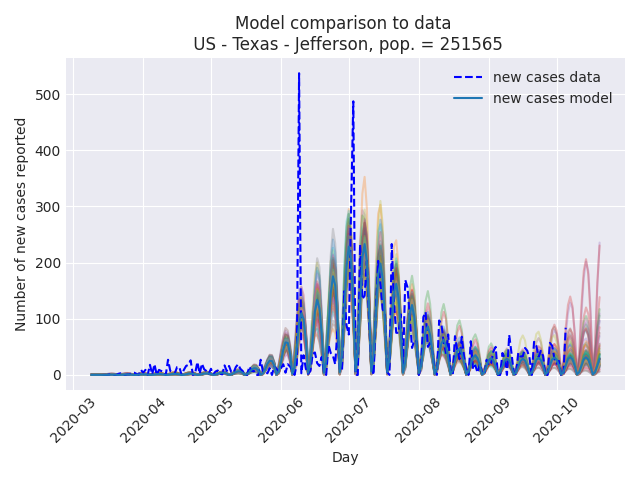 Model comparison to data
US - Texas - Jefferson, pop. = 251565
new cases data
new cases model
Number of new cases reported
500
400
300
200
100
0
2020-03
2020-04
2020-05
2020-06
2020-07
2020-08
2020-09
2020-10
Day